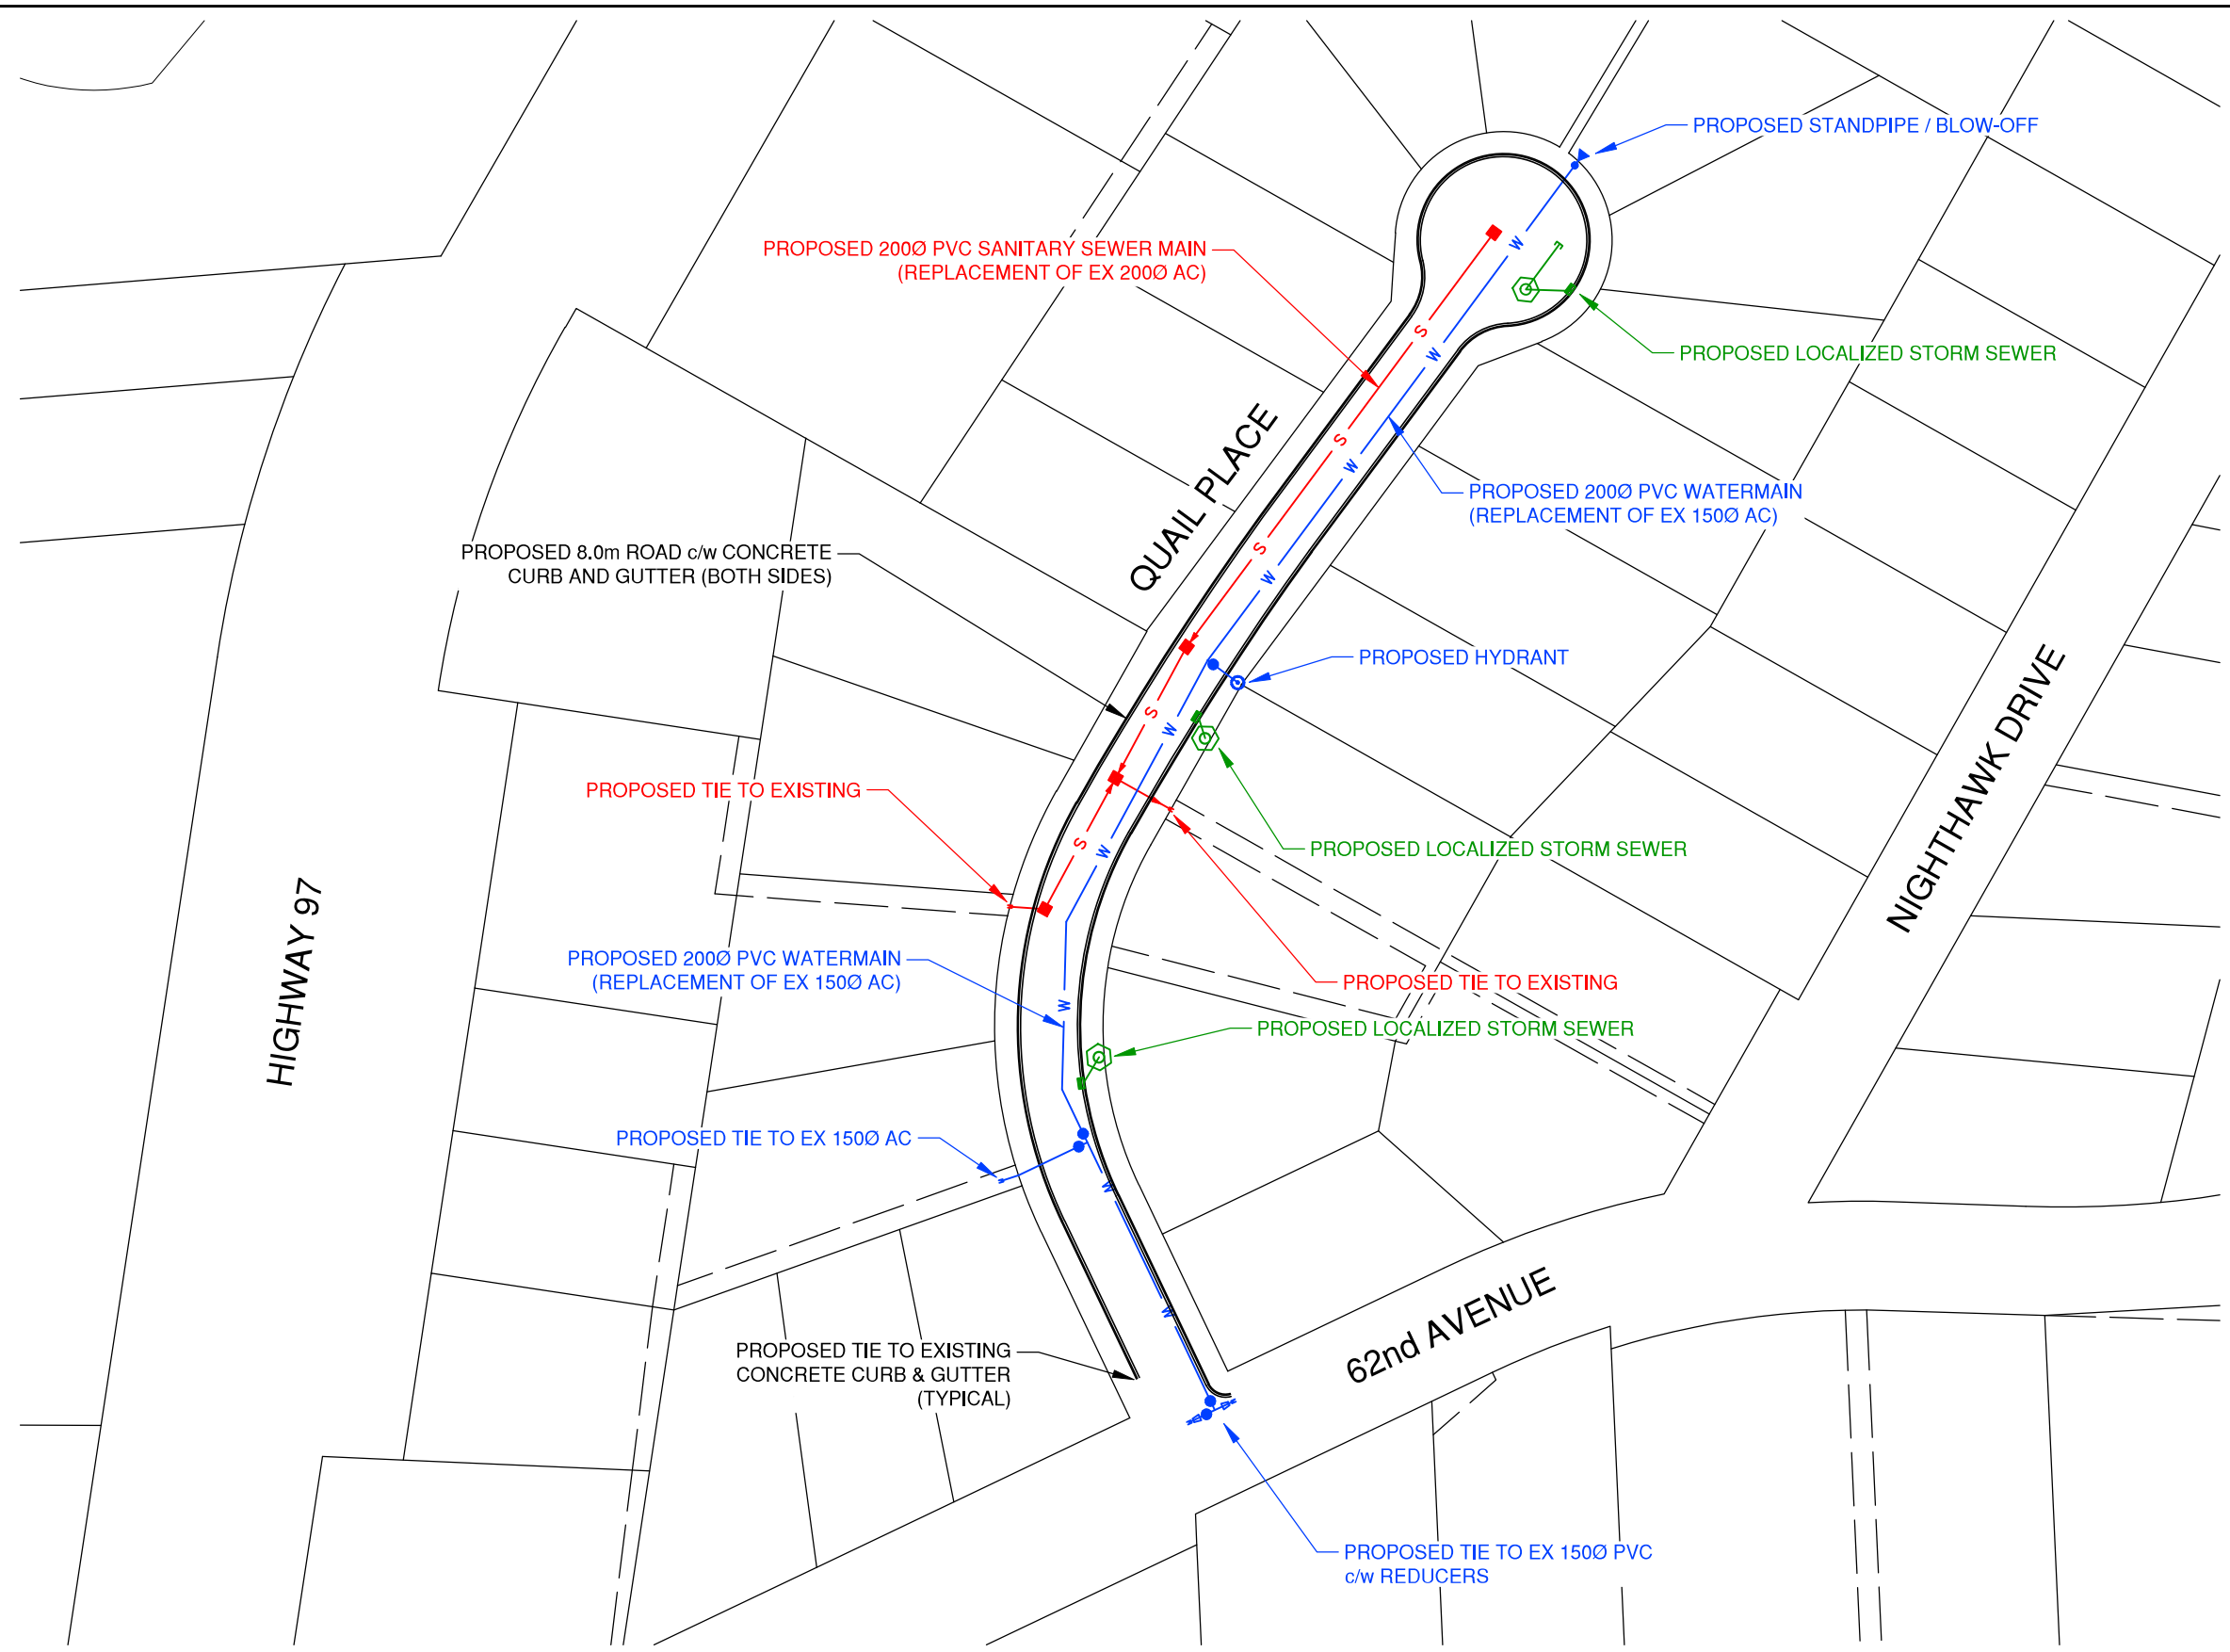 PROPOSED STANDPIPE / BLOW-OFF
PROPOSED 200Ø PVC SANITARY SEWER MAIN
(REPLACEMENT OF EX 200Ø AC)
PROPOSED LOCALIZED STORM SEWER
QUAIL PLACE
PROPOSED 200Ø PVC WATERMAIN
(REPLACEMENT OF EX 150Ø AC)
PROPOSED 8.0m ROAD c/w CONCRETE
CURB AND GUTTER (BOTH SIDES)
PROPOSED HYDRANT
NIGHTHAWK DRIVE
PROPOSED TIE TO EXISTING
PROPOSED LOCALIZED STORM SEWER
HIGHWAY 97
PROPOSED 200Ø PVC WATERMAIN
(REPLACEMENT OF EX 150Ø AC)
PROPOSED TIE TO EXISTING
PROPOSED LOCALIZED STORM SEWER
PROPOSED TIE TO EX 150Ø AC
62nd AVENUE
PROPOSED TIE TO EXISTING
CONCRETE CURB & GUTTER
(TYPICAL)
PROPOSED TIE TO EX 150Ø PVC
c/w REDUCERS
W
S
W
S
W
S
W
S
W
S
W
W
W
W